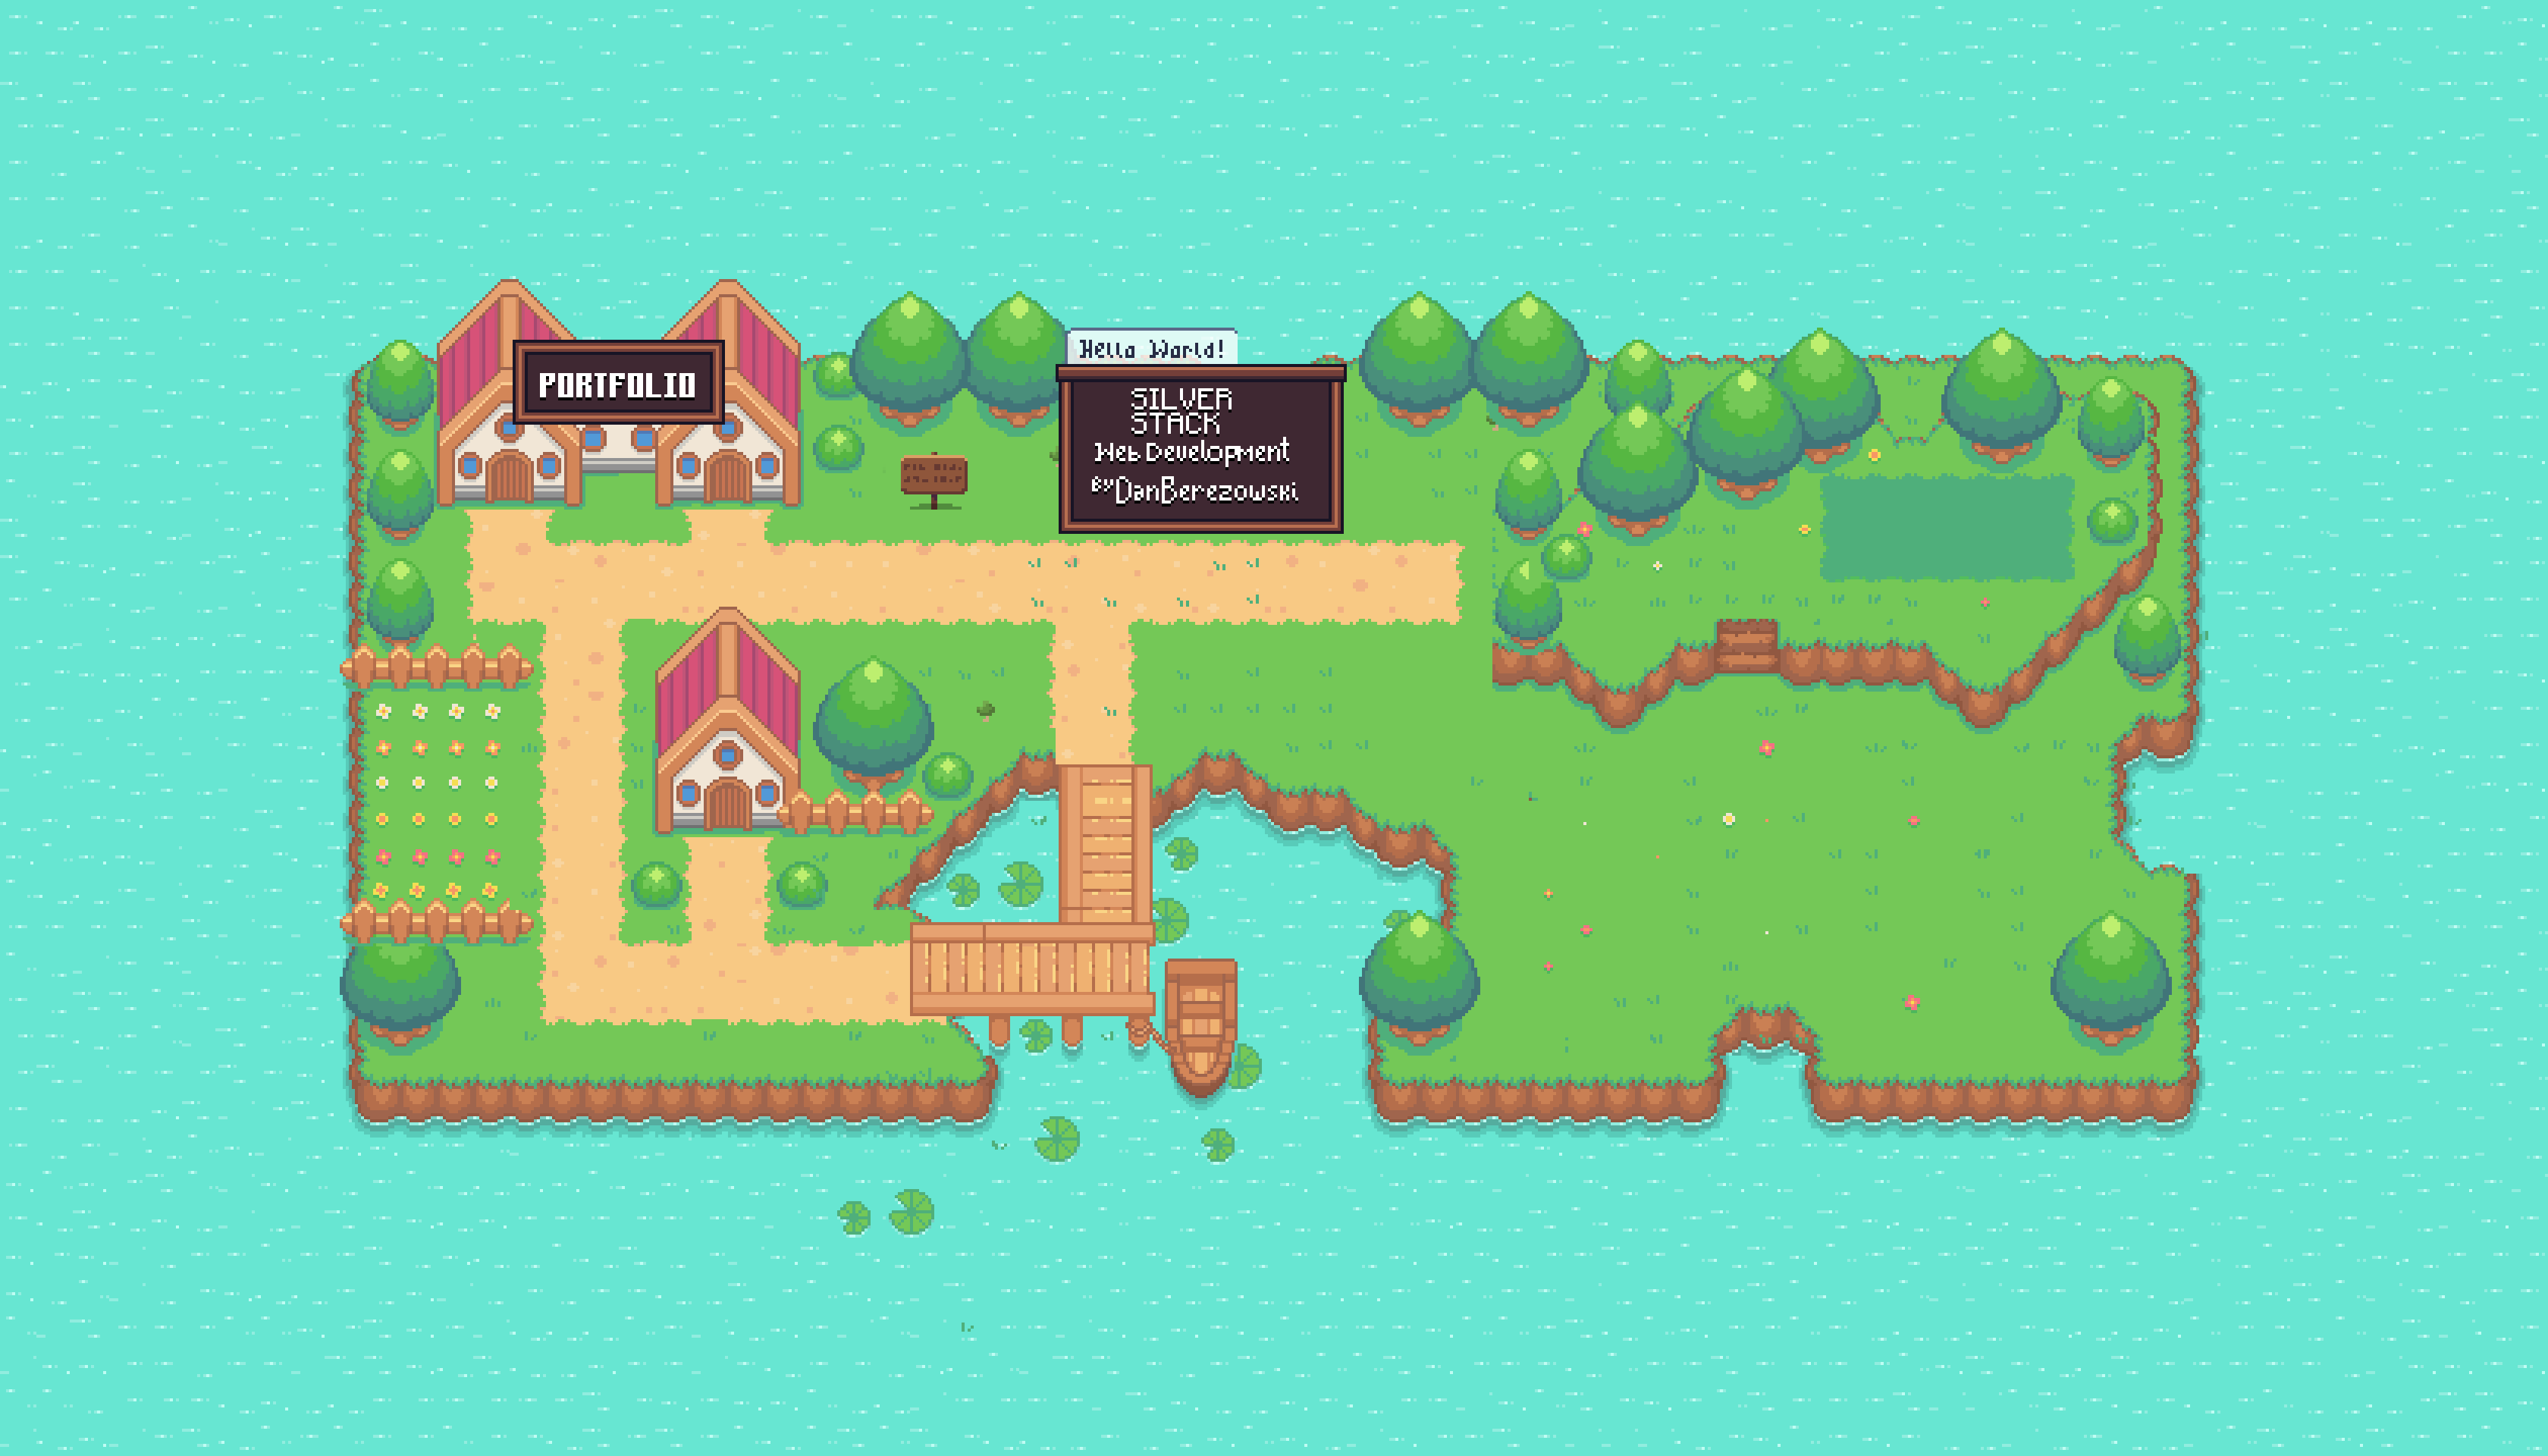 Hello World!
PORTFOLIO
SILVER
STACK
Web Development
By DanBerezowski